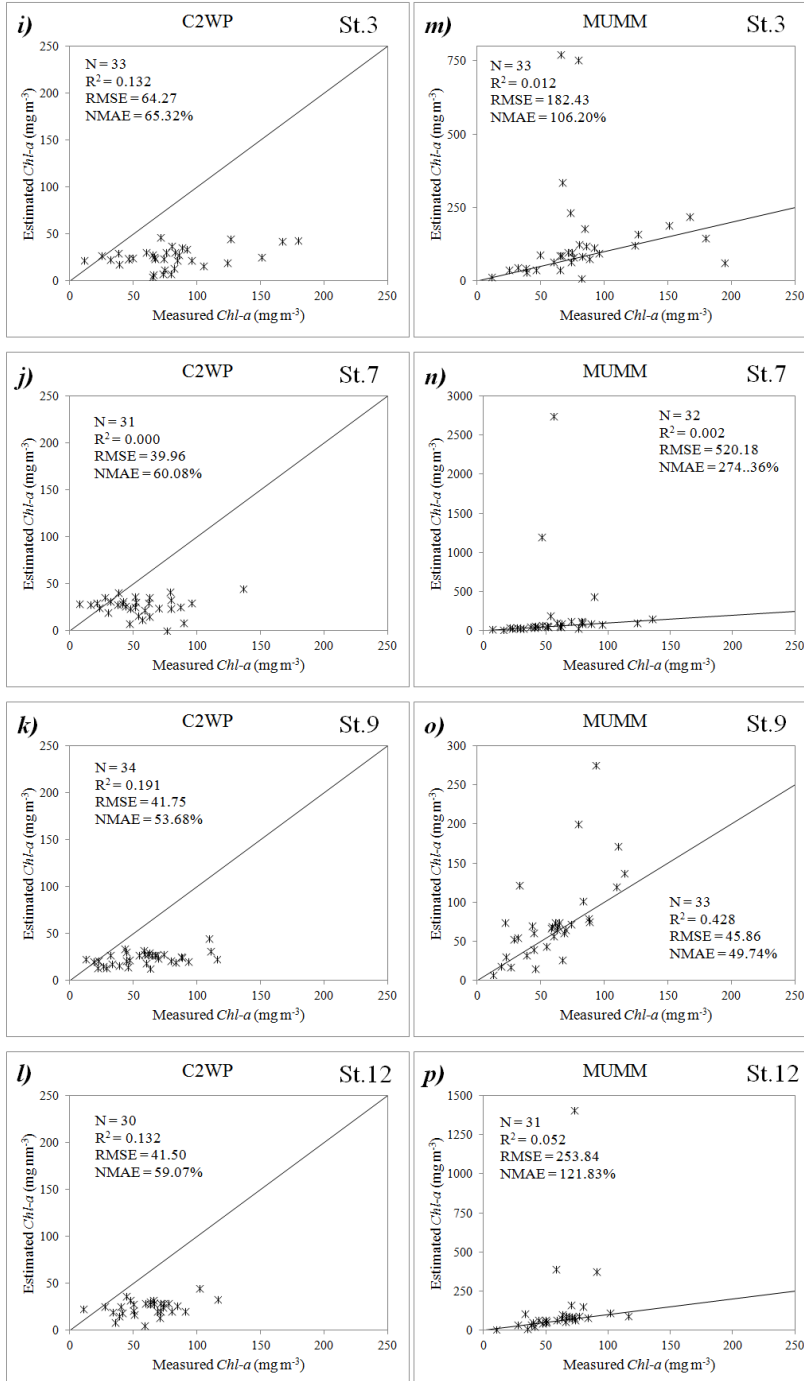 i)
C2WP
St.3
N = 33
R² = 0.132
RMSE = 64.27
NMAE = 65.32%
Estimated Chl-a (mg m⁻³)
250
200
150
100
50
0
0 50 100 150 200 250
Measured Chl-a (mg m⁻³)
m)
MUMM
St.3
N = 33
R² = 0.012
RMSE = 182.43
NMAE = 106.20%
Estimated Chl-a (mg m⁻³)
750
500
250
0
0 50 100 150 200 250
Measured Chl-a (mg m⁻³)
j)
C2WP
St.7
N = 31
R² = 0.000
RMSE = 39.96
NMAE = 60.08%
Estimated Chl-a (mg m⁻³)
250
200
150
100
50
0
0 50 100 150 200 250
Measured Chl-a (mg m⁻³)
n)
MUMM
St.7
N = 32
R² = 0.002
RMSE = 520.18
NMAE = 274..36%
Estimated Chl-a (mg m⁻³)
3000
2500
2000
1500
1000
500
0
0 50 100 150 200 250
Measured Chl-a (mg m⁻³)
k)
C2WP
St.9
N = 34
R² = 0.191
RMSE = 41.75
NMAE = 53.68%
Estimated Chl-a (mg m⁻³)
250
200
150
100
50
0
0 50 100 150 200 250
Measured Chl-a (mg m⁻³)
o)
MUMM
St.9
N = 33
R² = 0.428
RMSE = 45.86
NMAE = 49.74%
Estimated Chl-a (mg m⁻³)
300
250
200
150
100
50
0
0 50 100 150 200 250
Measured Chl-a (mg m⁻³)
l)
C2WP
St.12
N = 30
R² = 0.132
RMSE = 41.50
NMAE = 59.07%
Estimated Chl-a (mg nm⁻³)
250
200
150
100
50
0
0 50 100 150 200 250
Measured Chl-a (mg m⁻³)
p)
MUMM
St.12
N = 31
R² = 0.052
RMSE = 253.84
NMAE = 121.83%
Estimated Chl-a (mg m⁻³)
1500
1250
1000
750
500
250
0
0 50 100 150 200 250
Measured Chl-a (mg m⁻³)